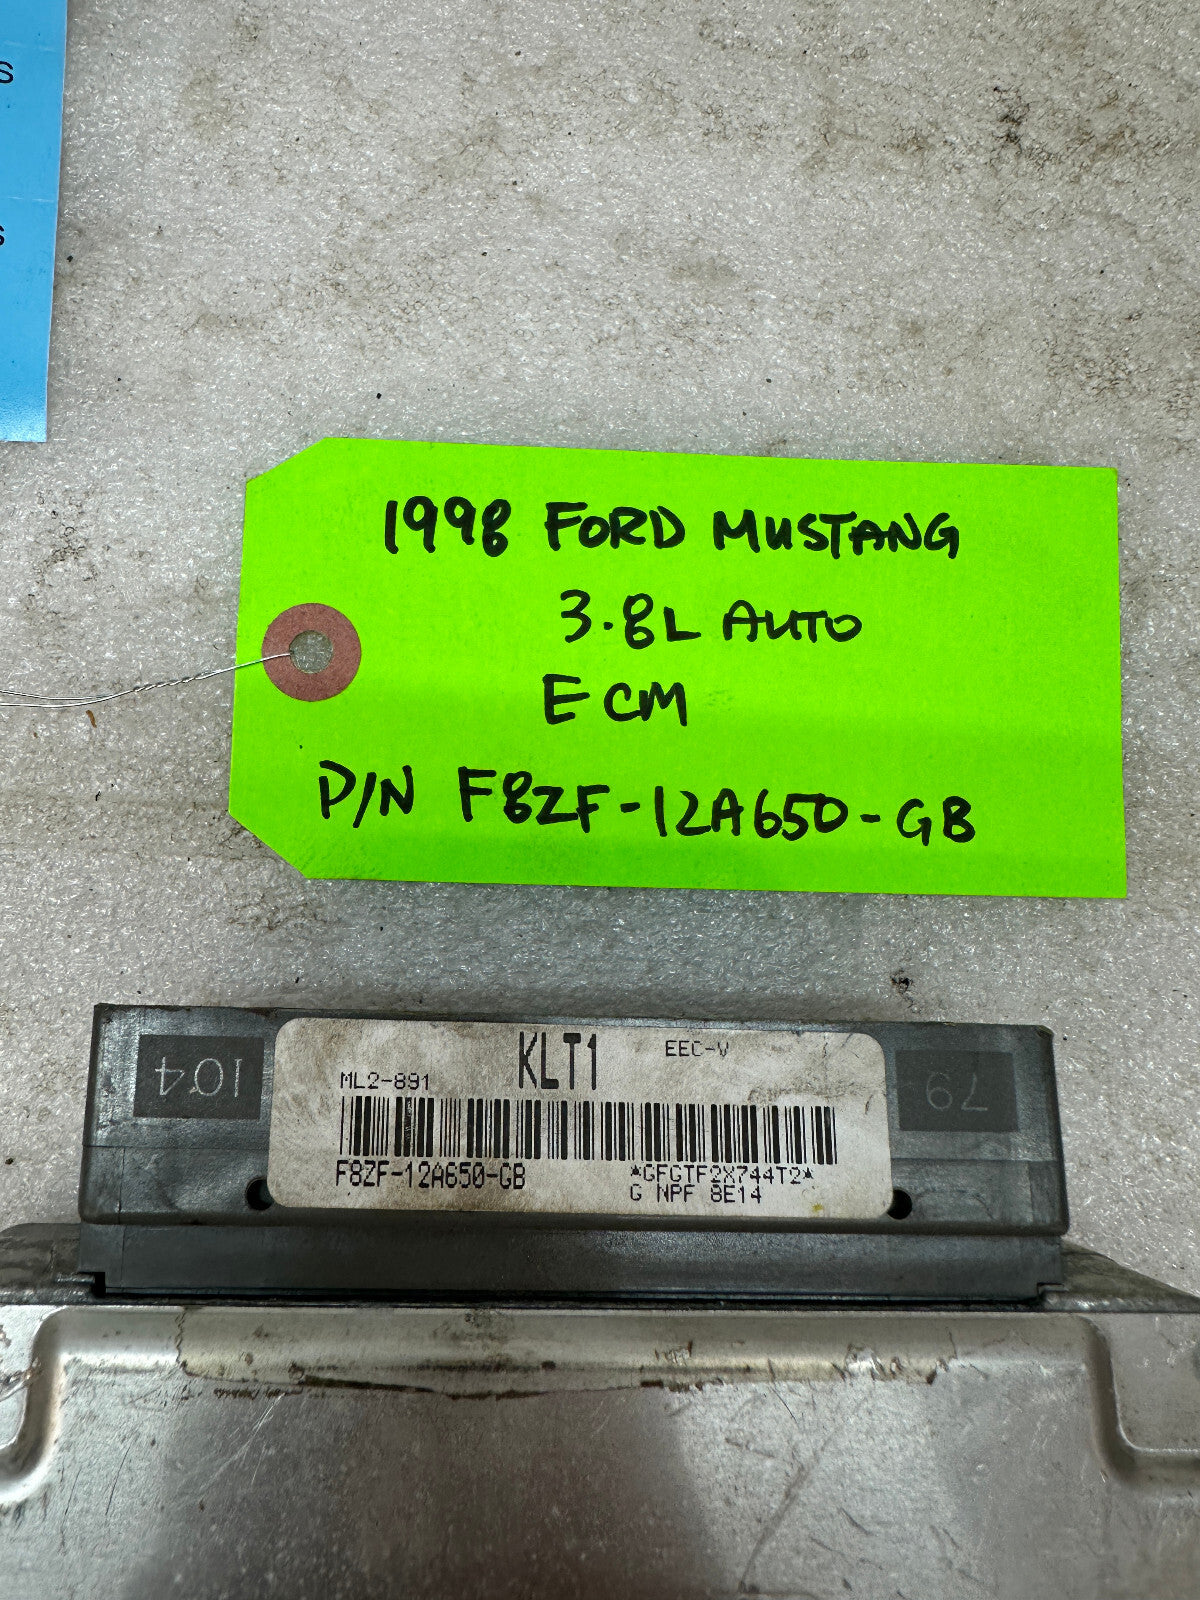 s
s
1998 FORD MUSTANG
3.8L AUTO
ECM
P/N F8ZF-12A650-GB
104
KLT1
EEC-V
79
ML2-891
F8ZF-12A650-GB
*GFGTF2X744T2*
G NPF 8E14